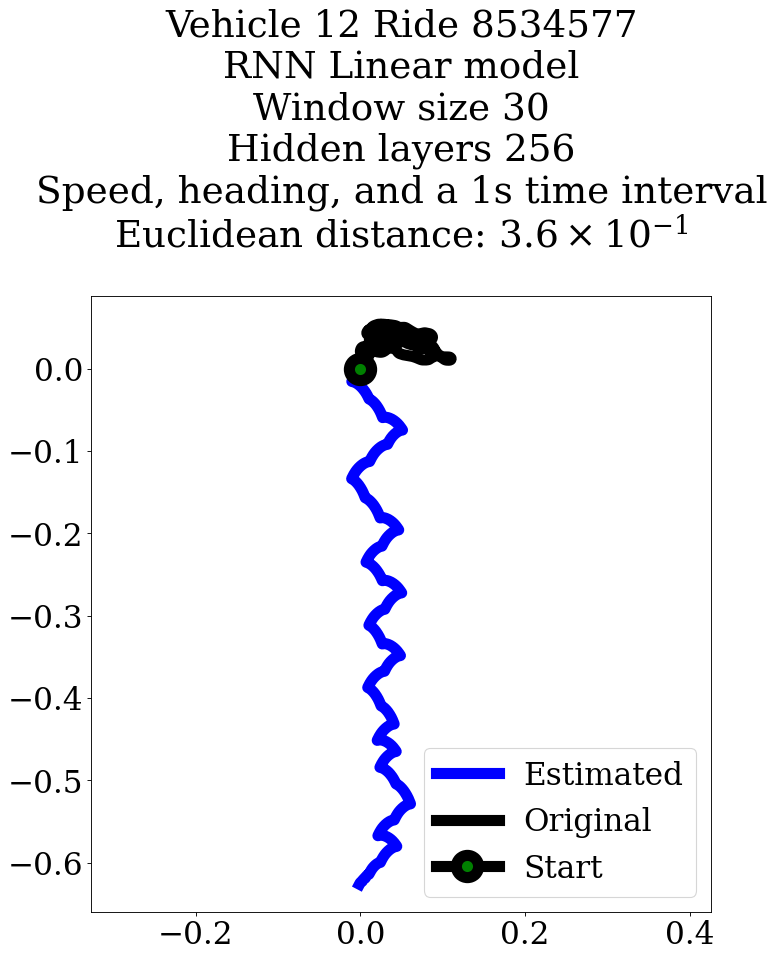 Vehicle 12 Ride 8534577
RNN Linear model
Window size 30
Hidden layers 256
Speed, heading, and a 1s time interval
Euclidean distance: 3.6 × 10⁻¹
0.0
−0.1
−0.2
−0.3
−0.4
−0.5
−0.6
Estimated
Original
Start
−0.2 0.0 0.2 0.4